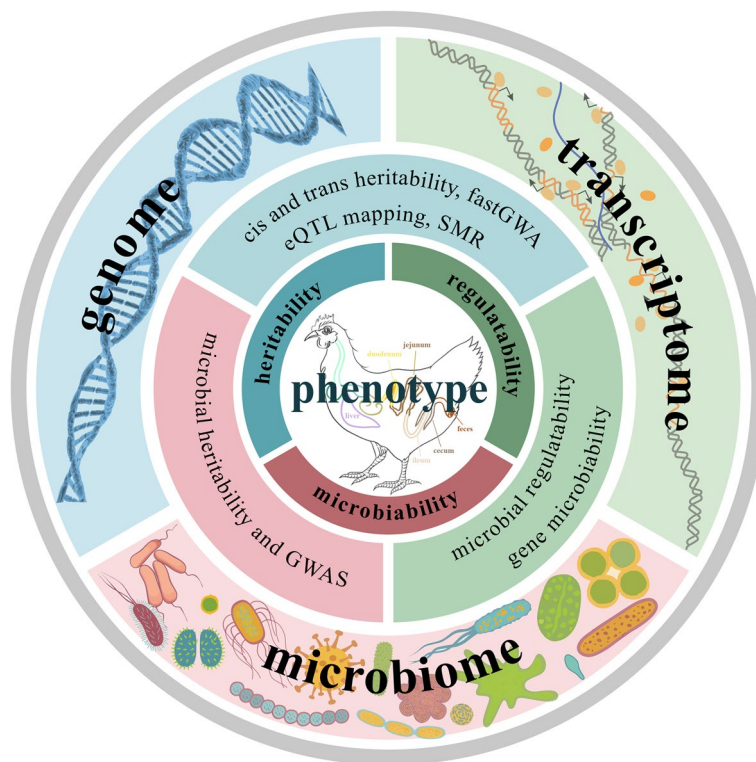 genome
transcriptome
cis and trans heritability, fastGWA
eQTL mapping, SMR
heritability
regulatability
jejunum
duodenum
phenotype
liver
feces
cecum
ileum
microbiability
microbial heritability and GWAS
microbial regulatability
gene microbiability
microbiome